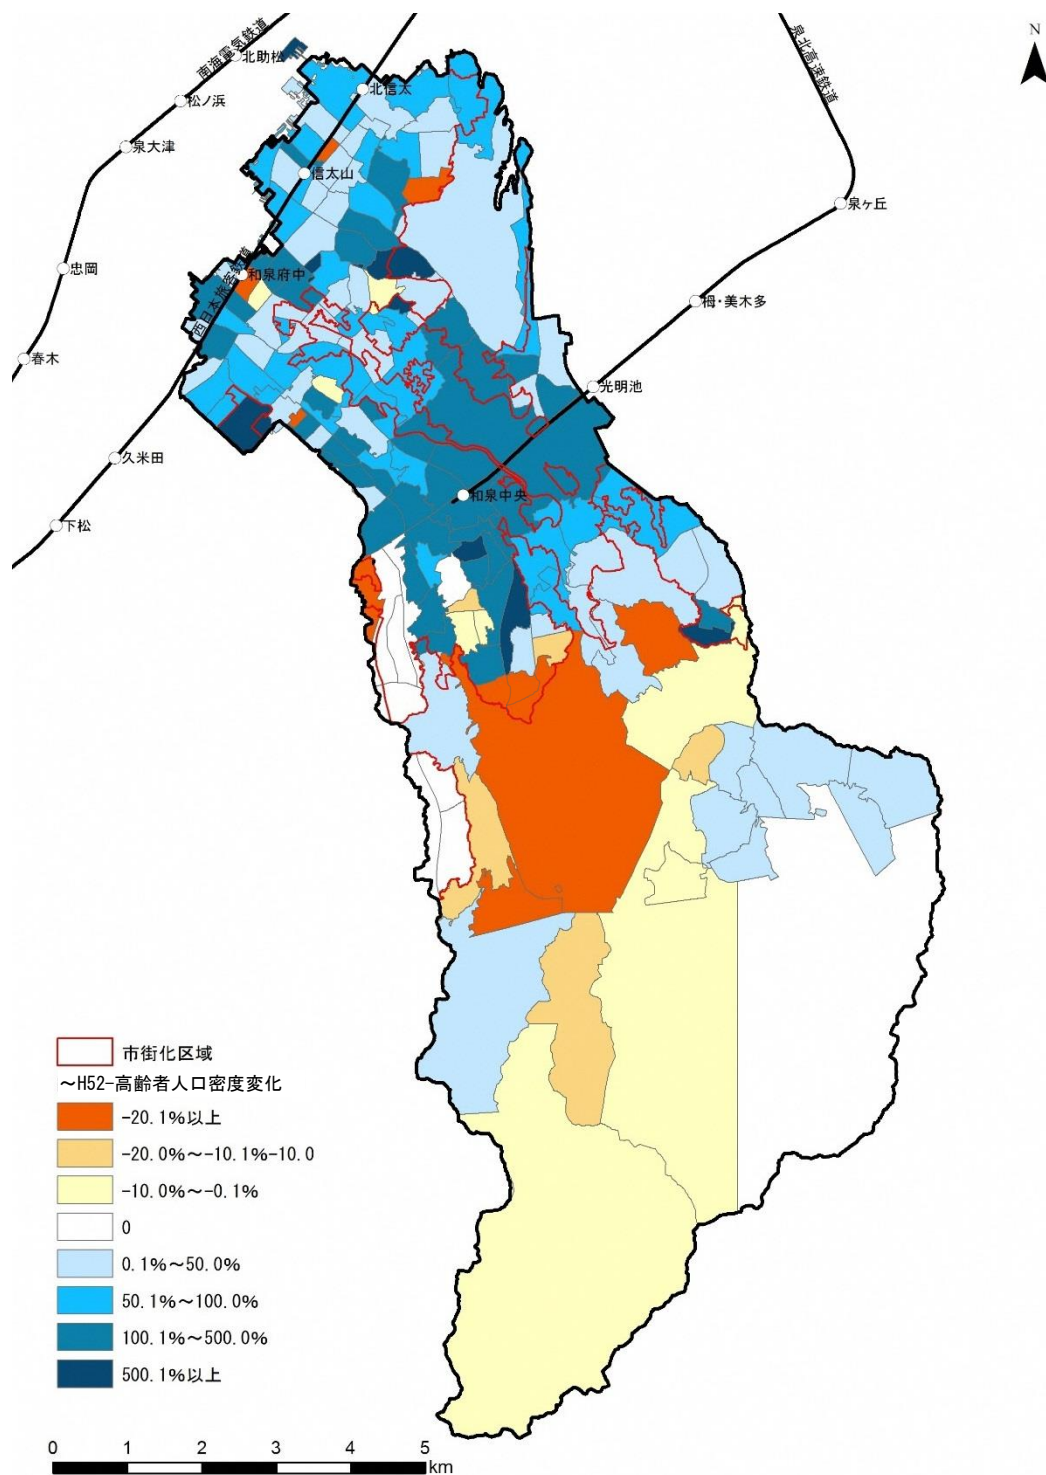 南海電気鉄道
北助松
松ノ浜
泉大津
忠岡
春木
北信太
信太山
和泉府中
西日本旅客鉄道
久米田
下松
泉北高速鉄道
N
泉ヶ丘
栂・美木多
光明池
和泉中央
市街化区域
～H52-高齢者人口密度変化
-20.1%以上
-20.0%～-10.1%-10.0
-10.0%～-0.1%
0
0.1%～50.0%
50.1%～100.0%
100.1%～500.0%
500.1%以上
0 1 2 3 4 5
km